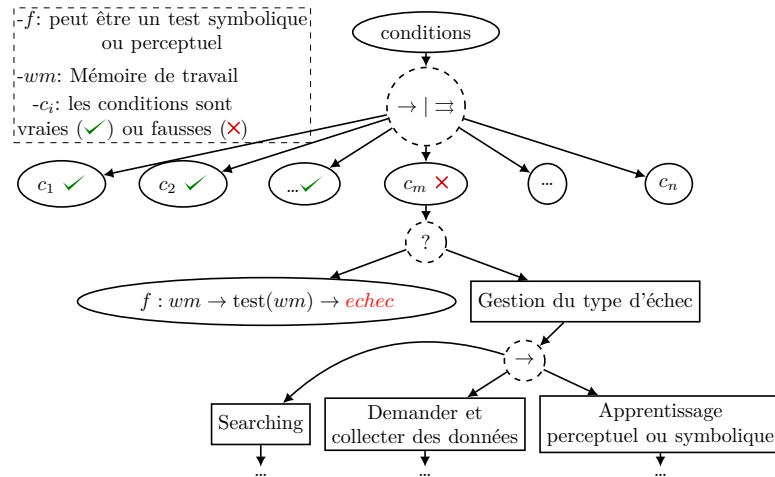 -f: peut être un test symbolique
ou perceptuel
-wm: Mémoire de travail
-c_i: les conditions sont
vraies (✓) ou fausses (✗)
conditions
→ | ⇉
c_1 ✓
c_2 ✓
...✓
c_m ✗
...
c_n
?
f : wm → test(wm) → echec
Gestion du type d'échec
→
Searching
Demander et
collecter des données
Apprentissage
perceptuel ou symbolique
...
...
...